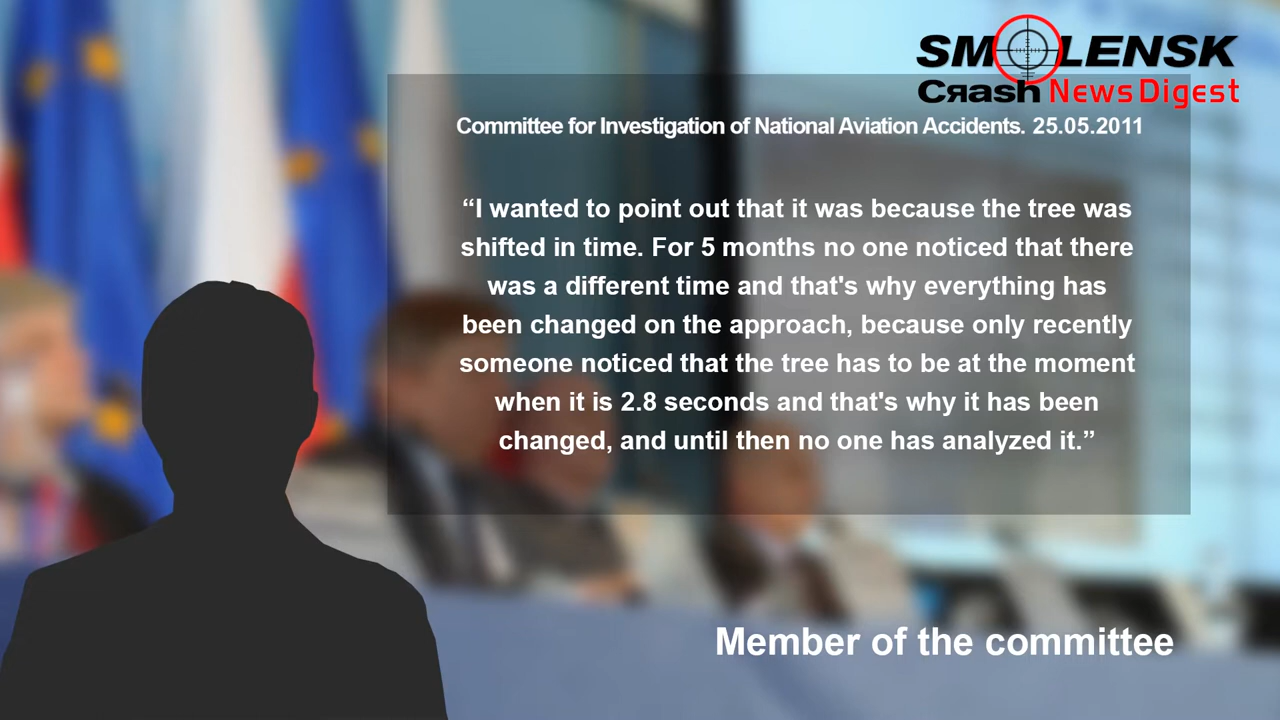 SMOLENSK
CЯash NewsDigest
Committee for Investigation of National Aviation Accidents. 25.05.2011
“I wanted to point out that it was because the tree was
shifted in time. For 5 months no one noticed that there
was a different time and that's why everything has
been changed on the approach, because only recently
someone noticed that the tree has to be at the moment
when it is 2.8 seconds and that's why it has been
changed, and until then no one has analyzed it.”
Member of the committee